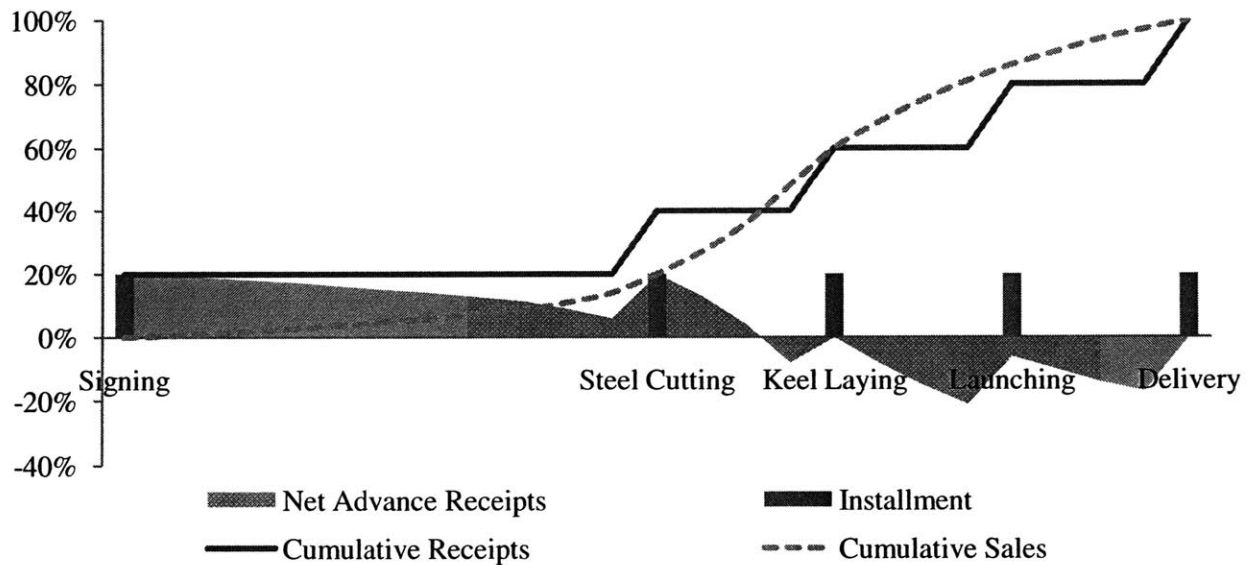 100%
80%
60%
40%
20%
0%
Signing Steel Cutting Keel Laying Launching Delivery
-20%
-40%
Net Advance Receipts Installment
Cumulative Receipts Cumulative Sales